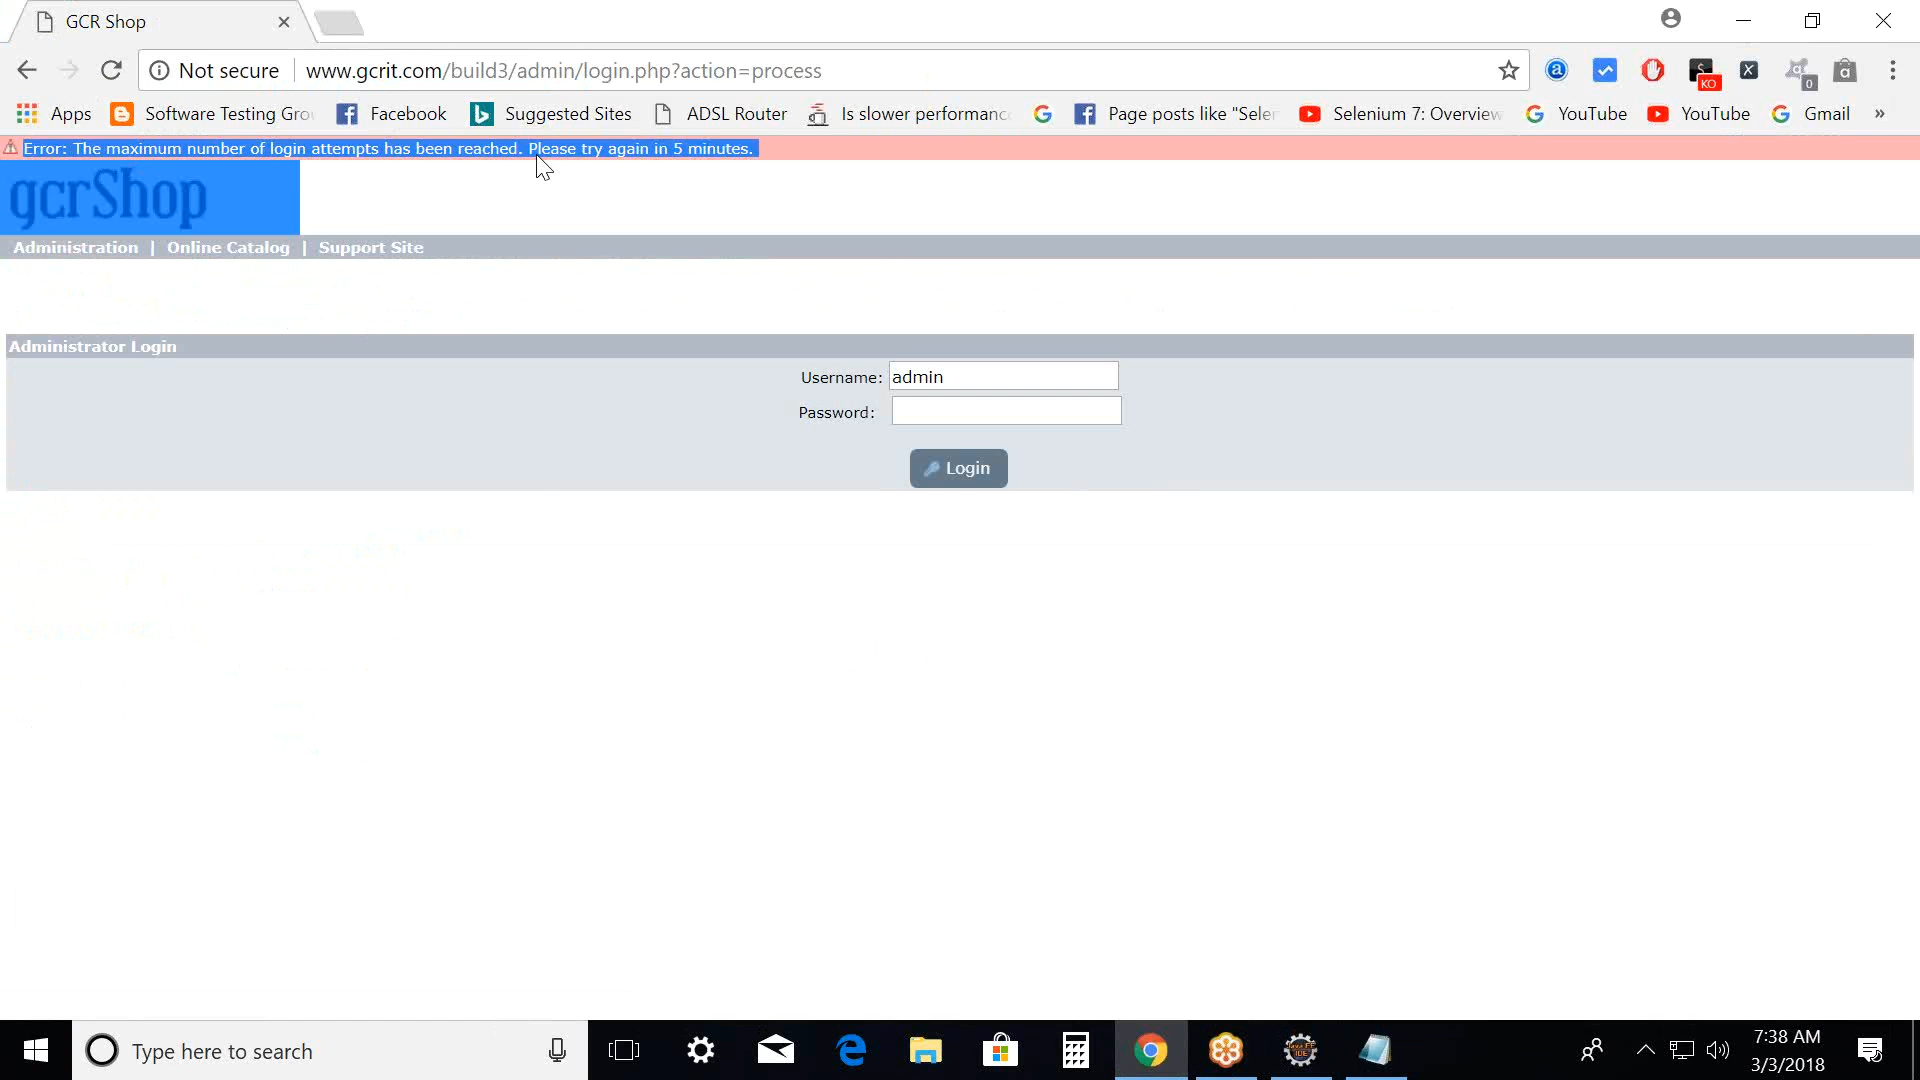 GCR Shop
Not secure www.gcrit.com/build3/admin/login.php?action=process
Apps Software Testing Gro Facebook Suggested Sites ADSL Router Is slower performanc Page posts like "Sele Selenium 7: Overview YouTube YouTube Gmail »
Error: The maximum number of login attempts has been reached. Please try again in 5 minutes.
gcrShop
Administration | Online Catalog | Support Site
Administrator Login
Username: admin
Password:
Login
Type here to search
7:38 AM
3/3/2018